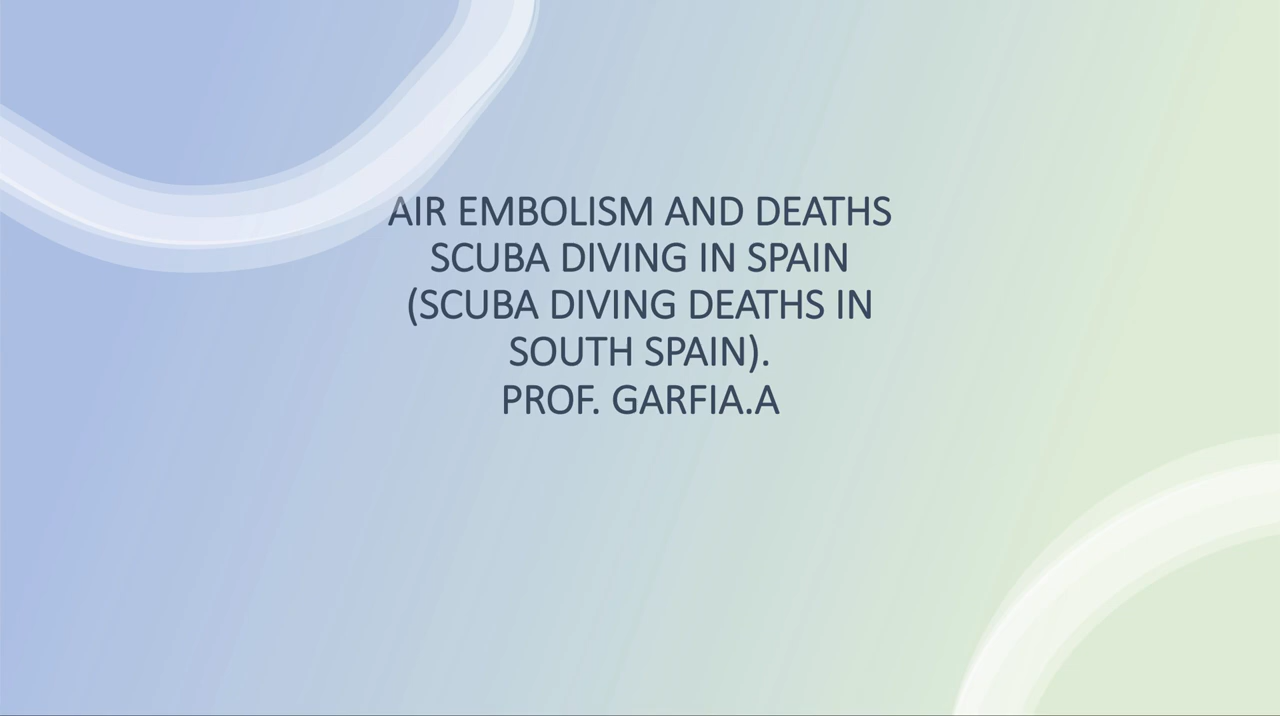 AIR EMBOLISM AND DEATHS
SCUBA DIVING IN SPAIN
(SCUBA DIVING DEATHS IN
SOUTH SPAIN).
PROF. GARFIA.A